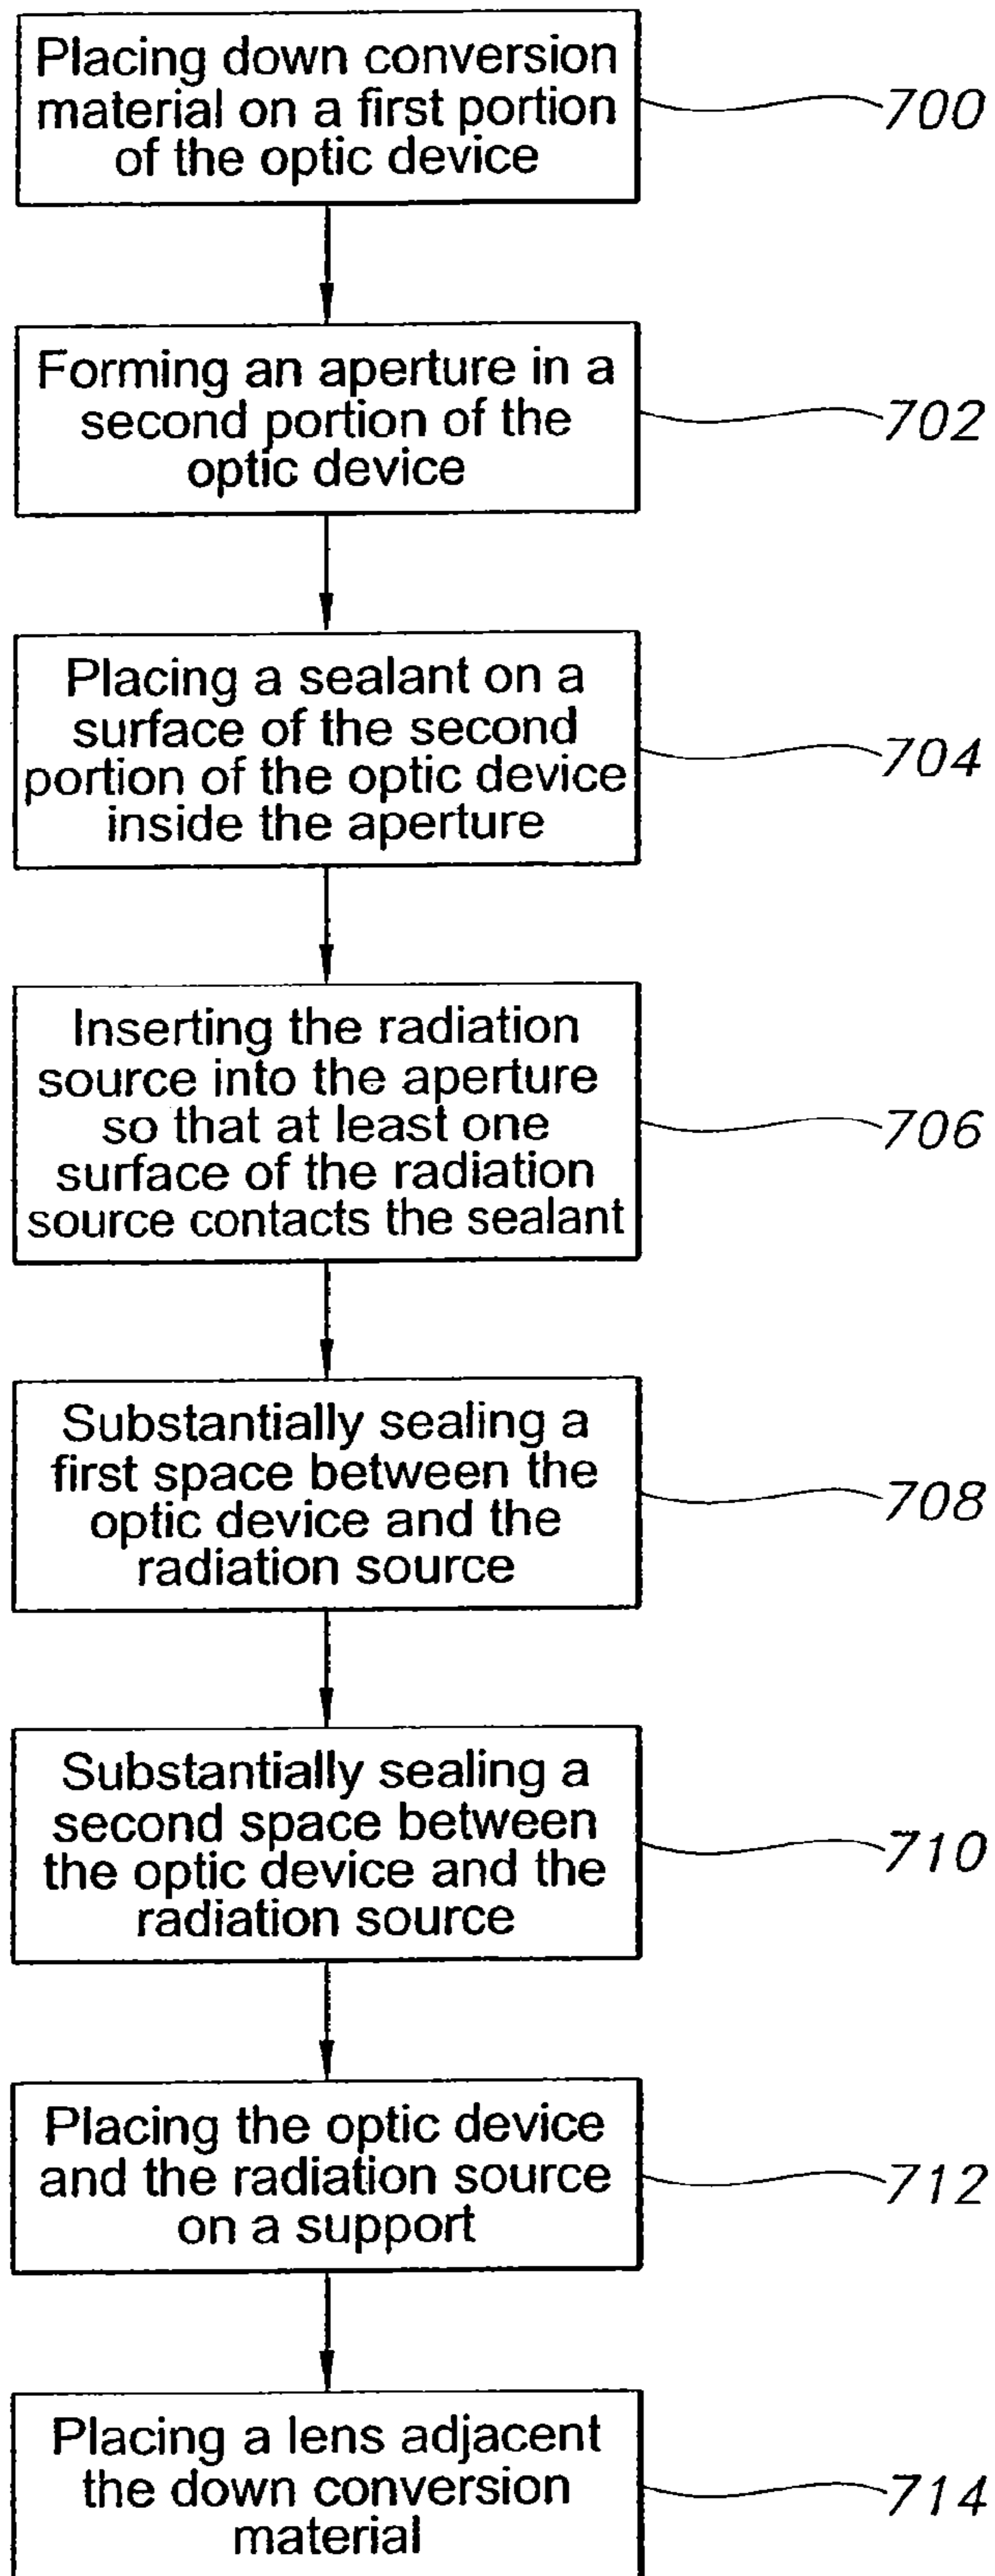 Placing down conversion
material on a first portion
of the optic device
700
Forming an aperture in a
second portion of the
optic device
702
Placing a sealant on a
surface of the second
portion of the optic device
inside the aperture
704
Inserting the radiation
source into the aperture
so that at least one
surface of the radiation
source contacts the sealant
706
Substantially sealing a
first space between the
optic device and the
radiation source
708
Substantially sealing a
second space between
the optic device and the
radiation source
710
Placing the optic device
and the radiation source
on a support
712
Placing a lens adjacent
the down conversion
material
714